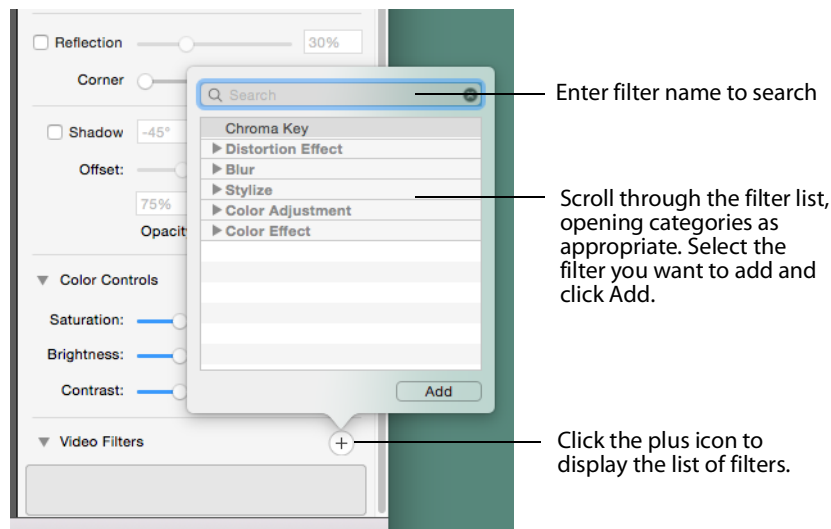 Reflection 30%
Corner
Search
Enter filter name to search
Shadow -45°
Chroma Key
Distortion Effect
Offset:
Blur
Stylize
75%
Color Adjustment
Opacit
Color Effect
Scroll through the filter list,
opening categories as
appropriate. Select the
filter you want to add and
click Add.
Color Controls
Saturation:
Brightness:
Contrast:
Add
Video Filters
Click the plus icon to
display the list of filters.